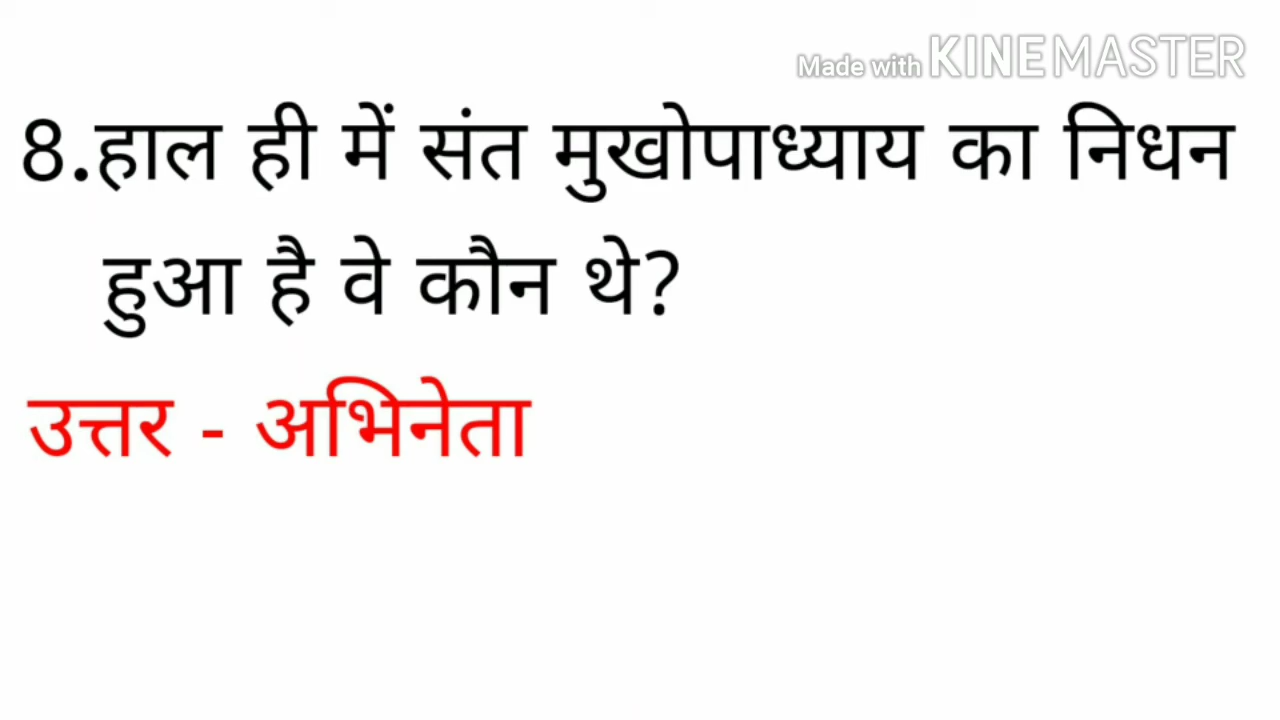 Made with KINEMASTER
8.हाल ही में संत मुखोपाध्याय का निधन
हुआ है वे कौन थे?
उत्तर - अभिनेता